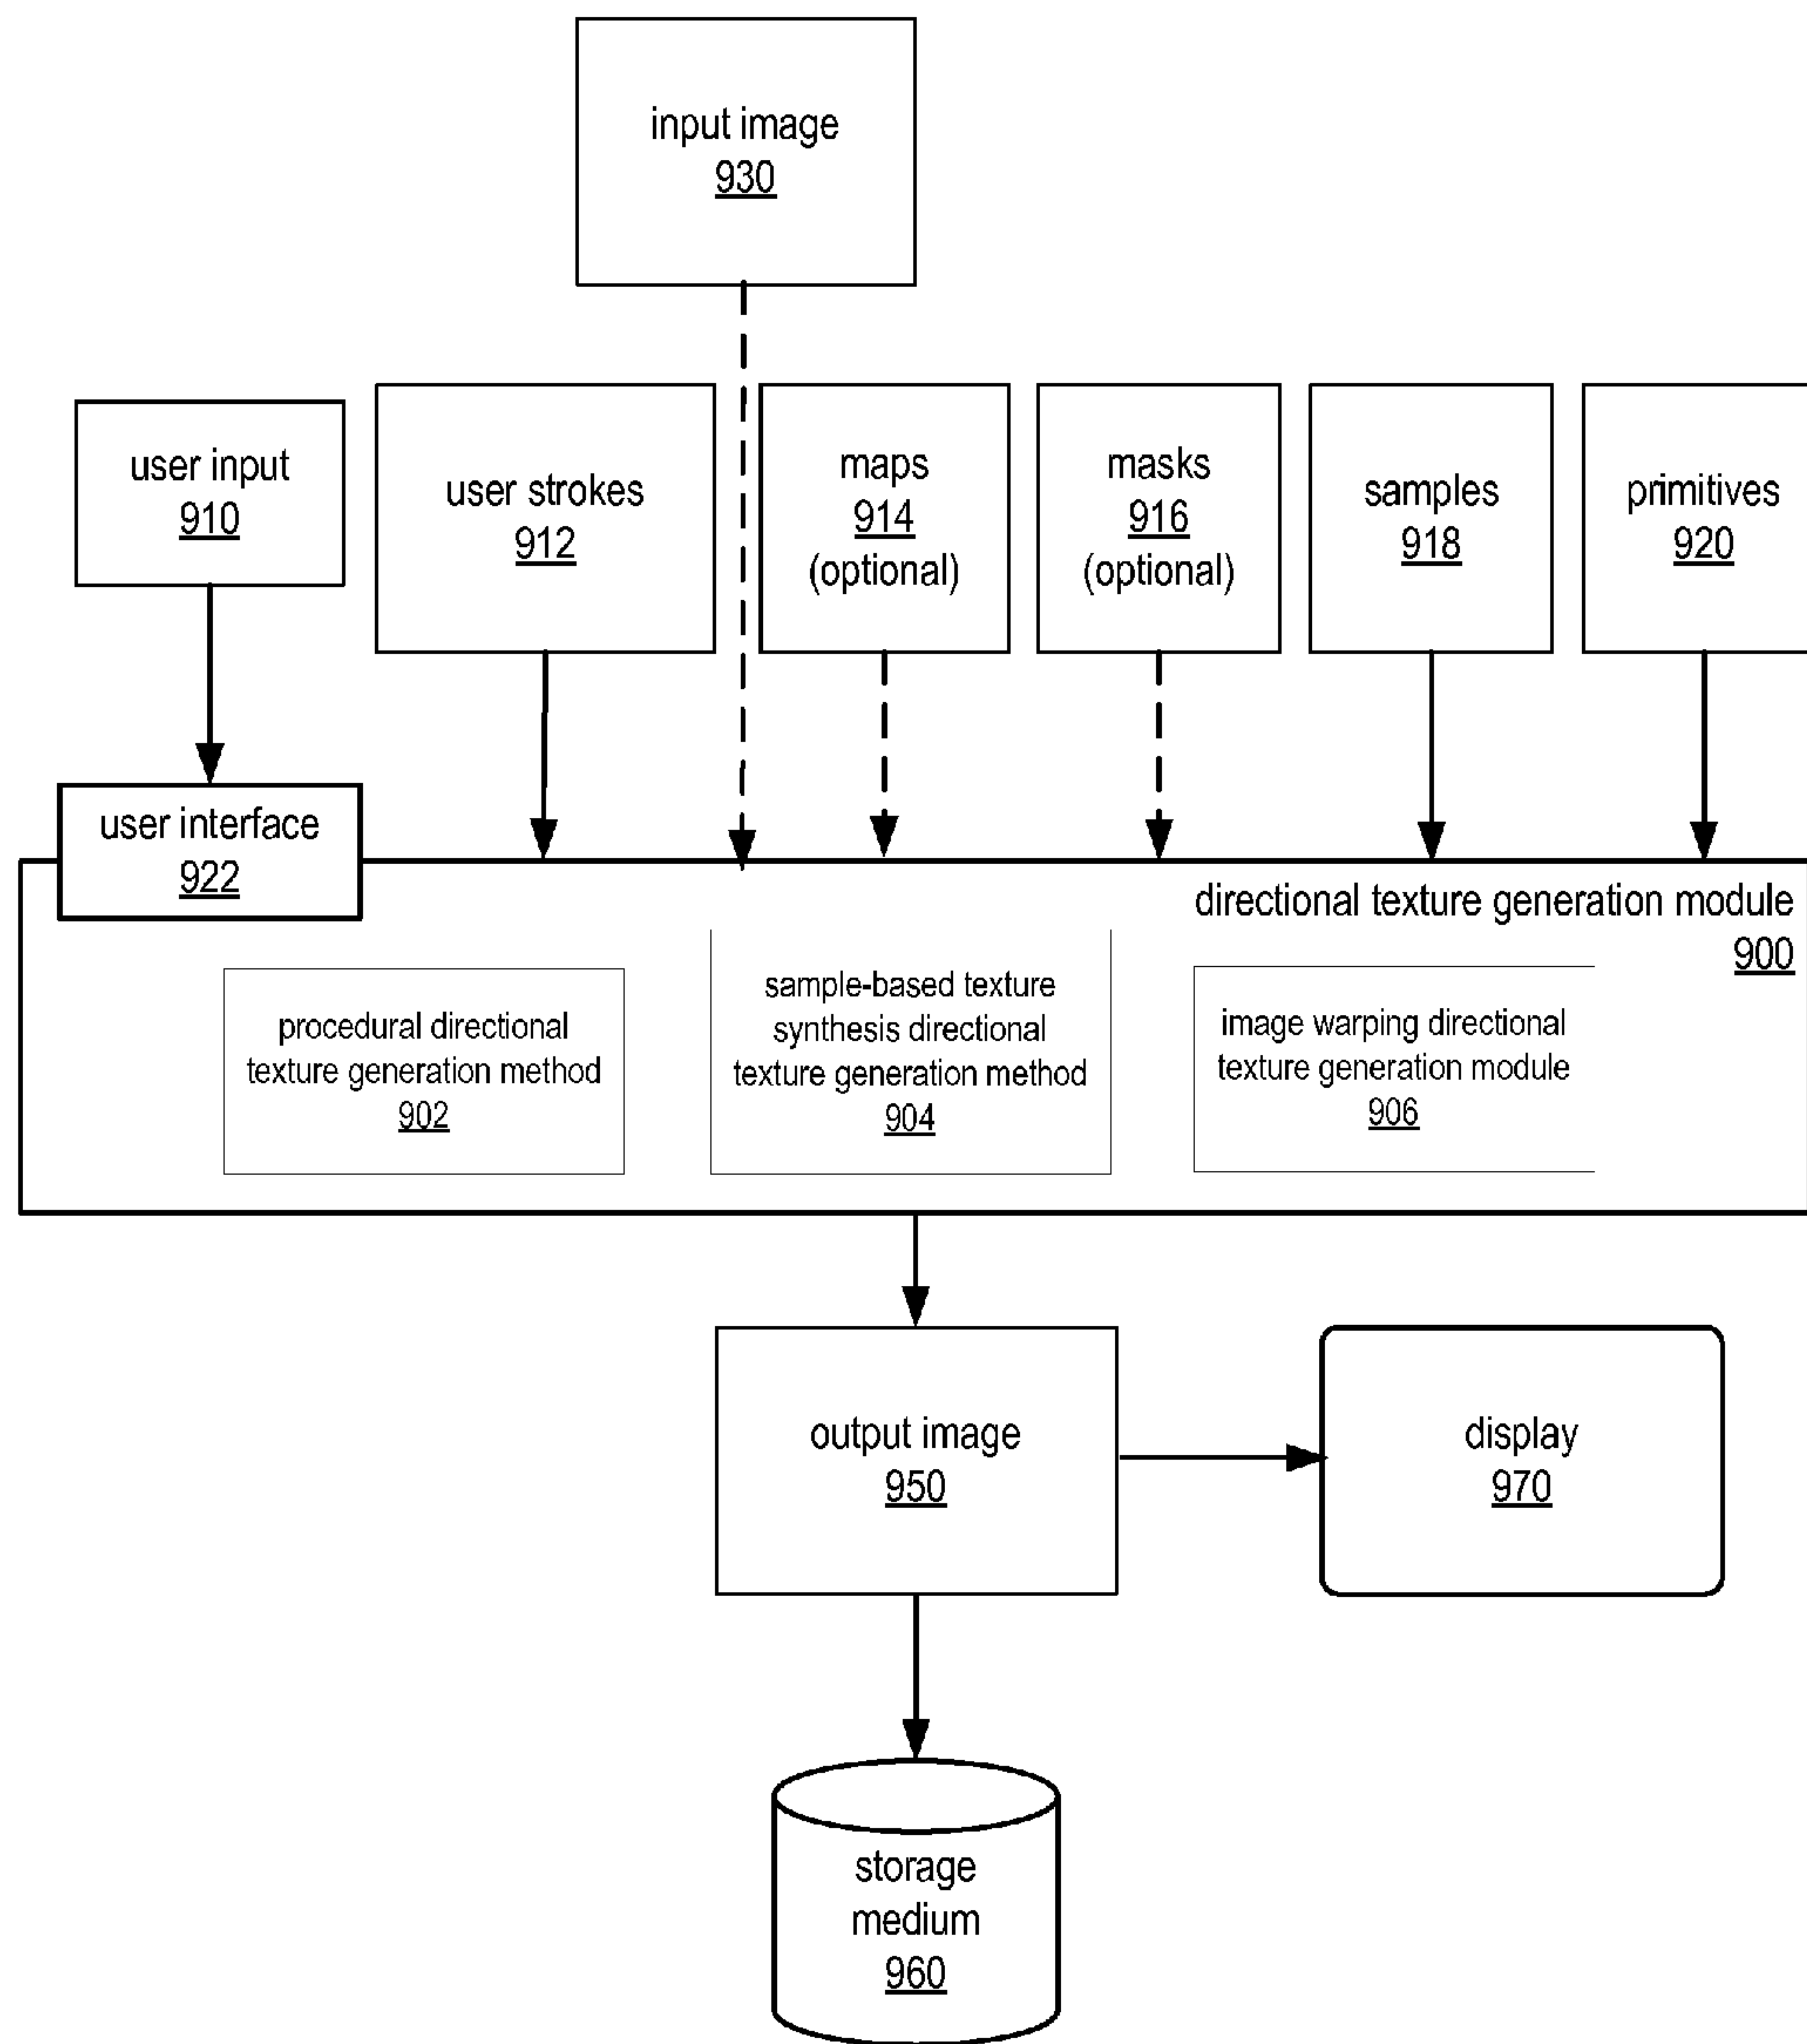 input image
930
user input
910
user strokes
912
maps
914
(optional)
masks
916
(optional)
samples
918
primitives
920
user interface
922
directional texture generation module
900
procedural directional
texture generation method
902
sample-based texture
synthesis directional
texture generation method
904
image warping directional
texture generation module
906
output image
950
display
970
storage
medium
960